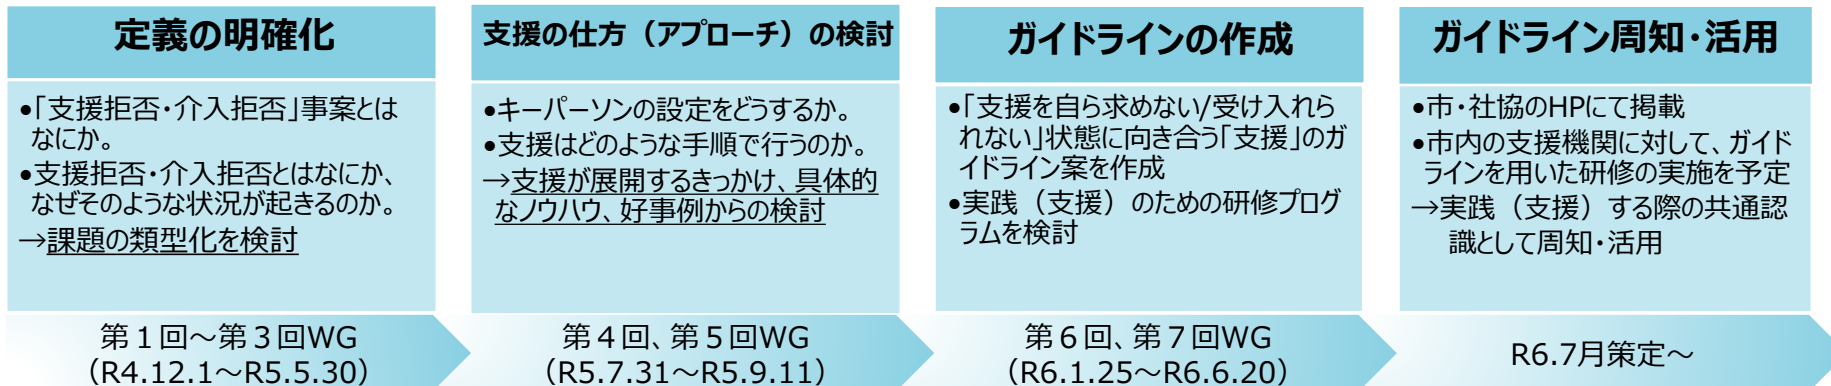 定義の明確化
•「支援拒否・介入拒否」事案とは
なにか。
•支援拒否・介入拒否とはなにか、
なぜそのような状況が起きるのか。
→課題の類型化を検討
第１回～第３回WG
（R4.12.1～R5.5.30）
支援の仕方（アプローチ）の検討
•キーパーソンの設定をどうするか。
•支援はどのような手順で行うのか。
→支援が展開するきっかけ、具体的
なノウハウ、好事例からの検討
第４回、第５回WG
（R5.7.31～R5.9.11）
ガイドラインの作成
•「支援を自ら求めない/受け入れら
れない」状態に向き合う「支援」のガ
イドライン案を作成
•実践（支援）のための研修プログ
ラムを検討
第６回、第７回WG
（R6.1.25～R6.6.20）
ガイドライン周知・活用
•市・社協のHPにて掲載
•市内の支援機関に対して、ガイド
ラインを用いた研修の実施を予定
→実践（支援）する際の共通認
識として周知・活用
R6.7月策定～